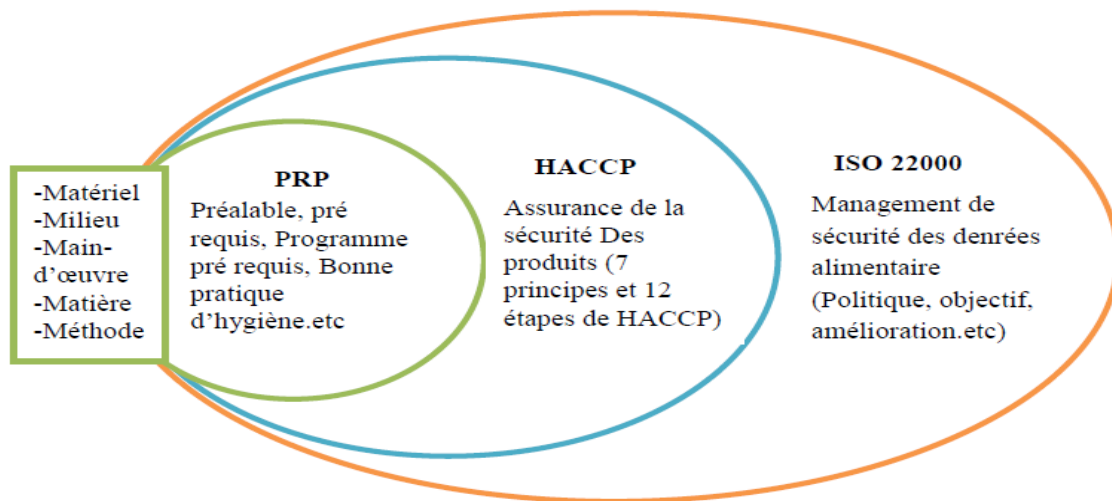 -Matériel
-Milieu
-Main-
d'œuvre
-Matière
-Méthode
PRP
Préalable, pré
requis, Programme
pré requis, Bonne
pratique
d'hygiène.etc
HACCP
Assurance de la
sécurité Des
produits (7
principes et 12
étapes de HACCP)
ISO 22000
Management de
sécurité des denrées
alimentaire
(Politique, objectif,
amélioration.etc)